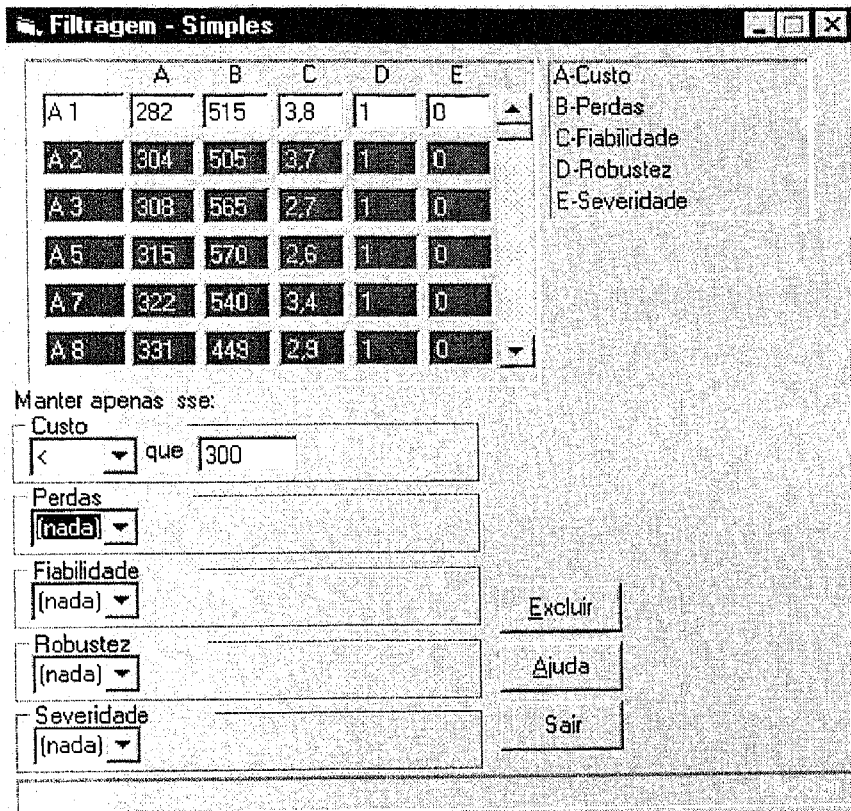 Filtragem - Simples
A B C D E
A 1 282 515 3,8 1 0
A 2 304 505 3,7 1 0
A 3 308 565 2,7 1 0
A 5 315 570 2,6 1 0
A 7 322 540 3,4 1 0
A 8 331 449 2,9 1 0
A-Custo
B-Perdas
C-Fiabilidade
D-Robustez
E-Severidade
Manter apenas sse:
Custo
< que 300
Perdas
(nada)
Fiabilidade
(nada)
Robustez
(nada)
Severidade
(nada)
Excluir
Ajuda
Sair